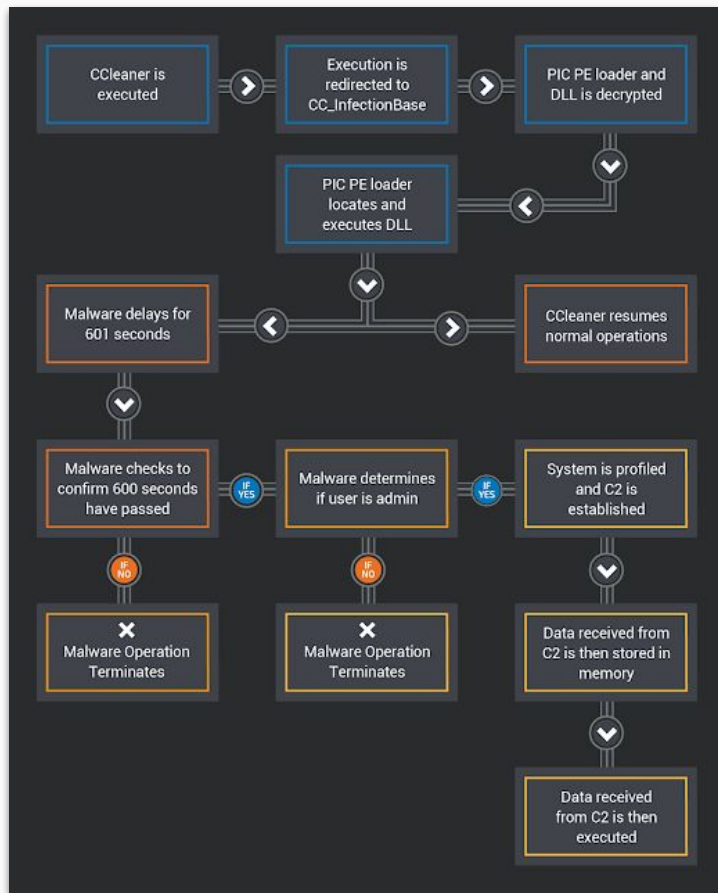 CCleaner is
executed
Execution is
redirected to
CC_InfectionBase
PIC PE loader and
DLL is decrypted
PIC PE loader
locates and
executes DLL
Malware delays for
601 seconds
CCleaner resumes
normal operations
Malware checks to
confirm 600 seconds
have passed
IF
YES
Malware determines
if user is admin
IF
YES
System is profiled
and C2 is
established
IF
NO
IF
NO
Malware Operation
Terminates
Malware Operation
Terminates
Data received from
C2 is then stored in
memory
Data received
from C2 is then
executed